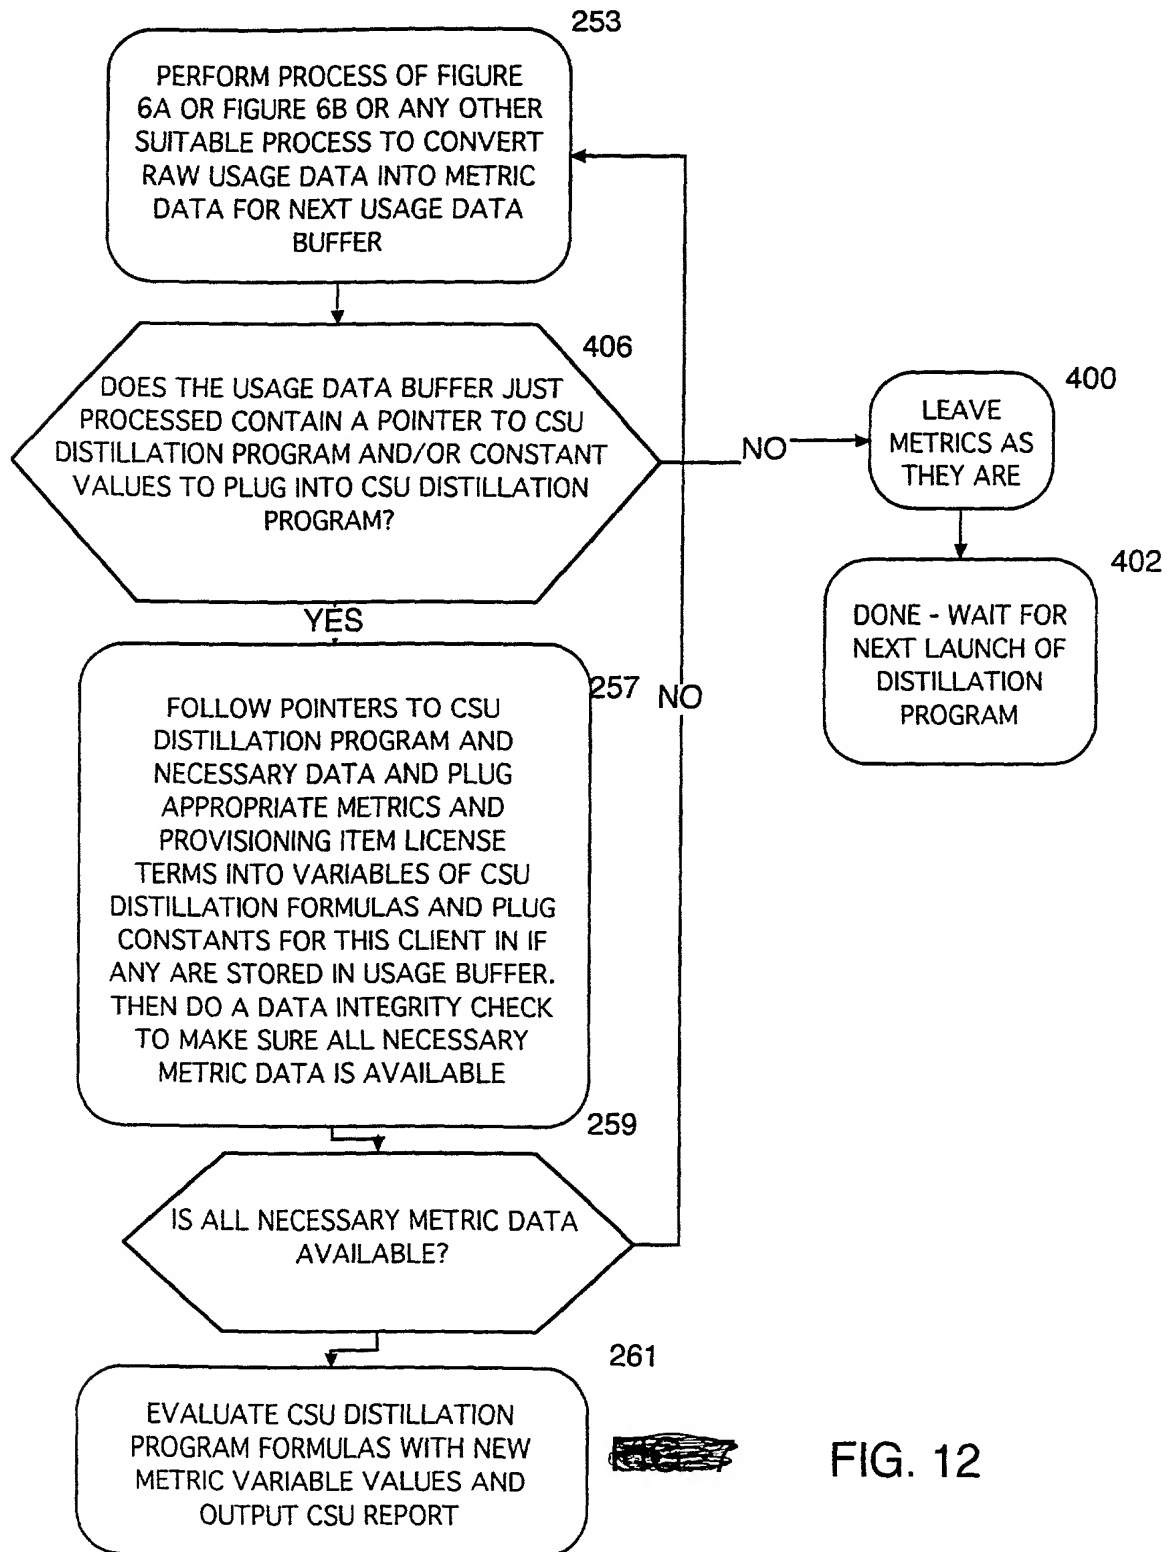 253
PERFORM PROCESS OF FIGURE
6A OR FIGURE 6B OR ANY OTHER
SUITABLE PROCESS TO CONVERT
RAW USAGE DATA INTO METRIC
DATA FOR NEXT USAGE DATA
BUFFER
406
DOES THE USAGE DATA BUFFER JUST
PROCESSED CONTAIN A POINTER TO CSU
DISTILLATION PROGRAM AND/OR CONSTANT
VALUES TO PLUG INTO CSU DISTILLATION
PROGRAM?
NO
400
LEAVE
METRICS AS
THEY ARE
402
DONE - WAIT FOR
NEXT LAUNCH OF
DISTILLATION
PROGRAM
YES
257
NO
FOLLOW POINTERS TO CSU
DISTILLATION PROGRAM AND
NECESSARY DATA AND PLUG
APPROPRIATE METRICS AND
PROVISIONING ITEM LICENSE
TERMS INTO VARIABLES OF CSU
DISTILLATION FORMULAS AND PLUG
CONSTANTS FOR THIS CLIENT IN IF
ANY ARE STORED IN USAGE BUFFER.
THEN DO A DATA INTEGRITY CHECK
TO MAKE SURE ALL NECESSARY
METRIC DATA IS AVAILABLE
259
IS ALL NECESSARY METRIC DATA
AVAILABLE?
261
EVALUATE CSU DISTILLATION
PROGRAM FORMULAS WITH NEW
METRIC VARIABLE VALUES AND
OUTPUT CSU REPORT
FIG. 12